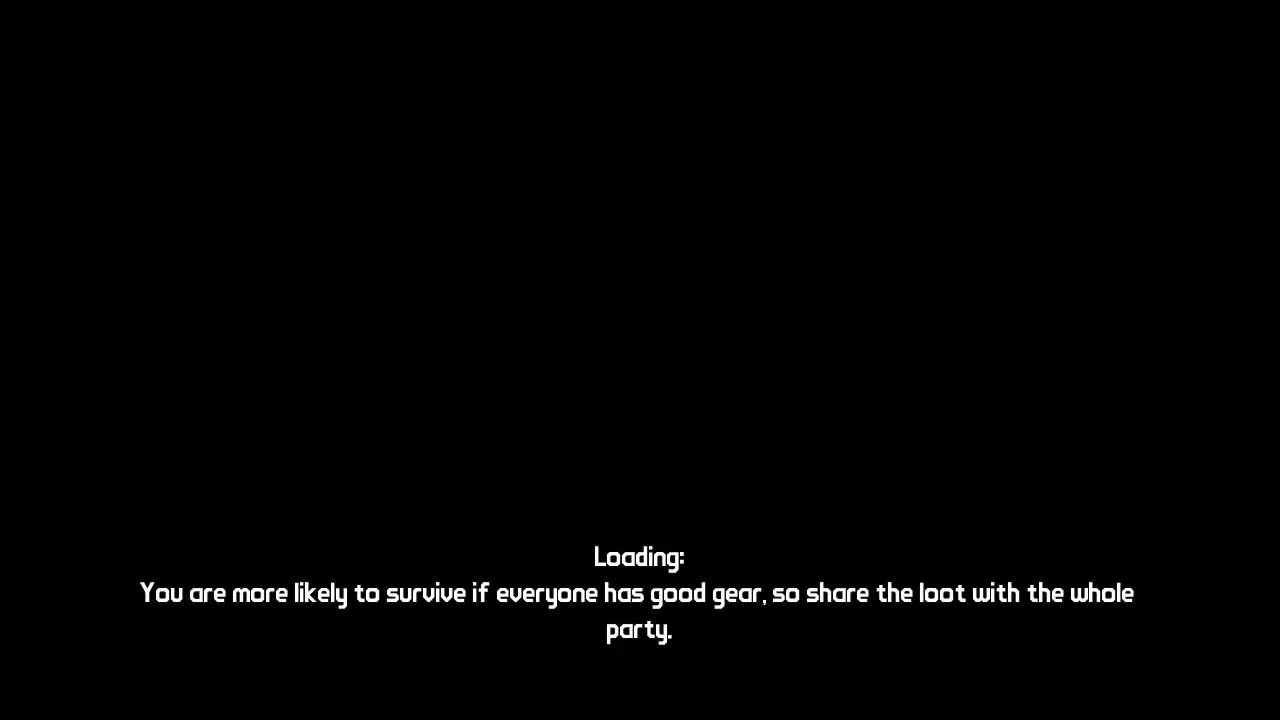 Loading:
You are more likely to survive if everyone has good gear, so share the loot with the whole
party.